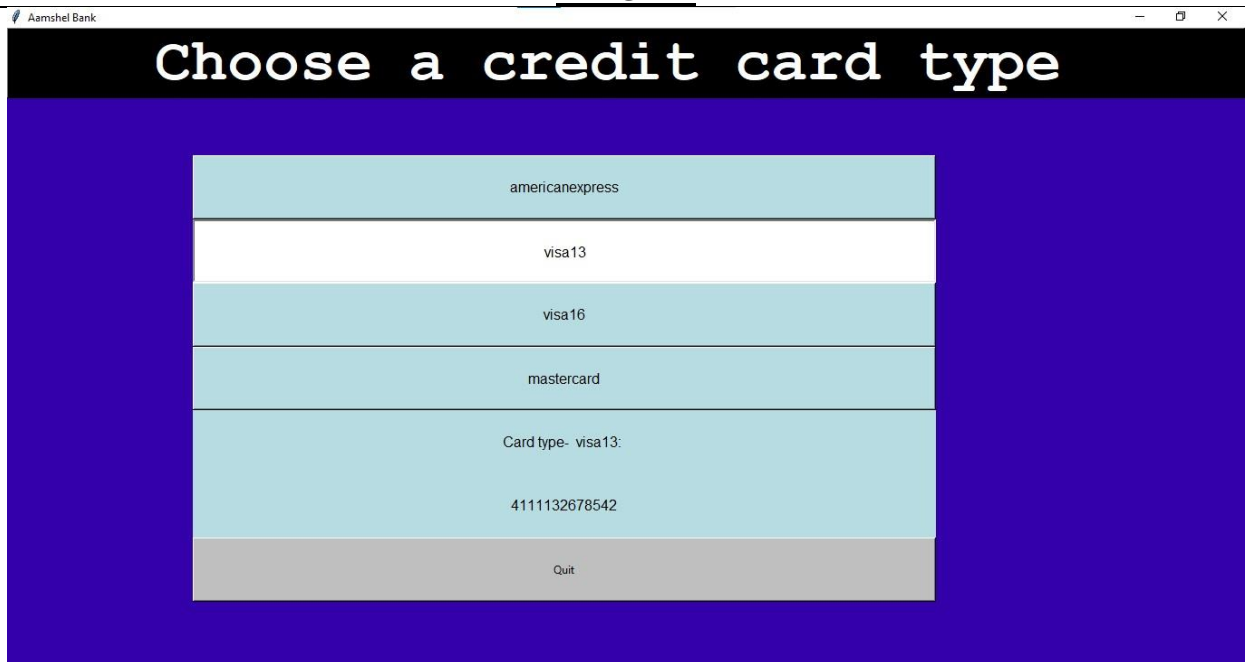 Aamshel Bank
Choose a credit card type
americanexpress
visa13
visa16
mastercard
Card type- visa13:
4111132678542
Quit